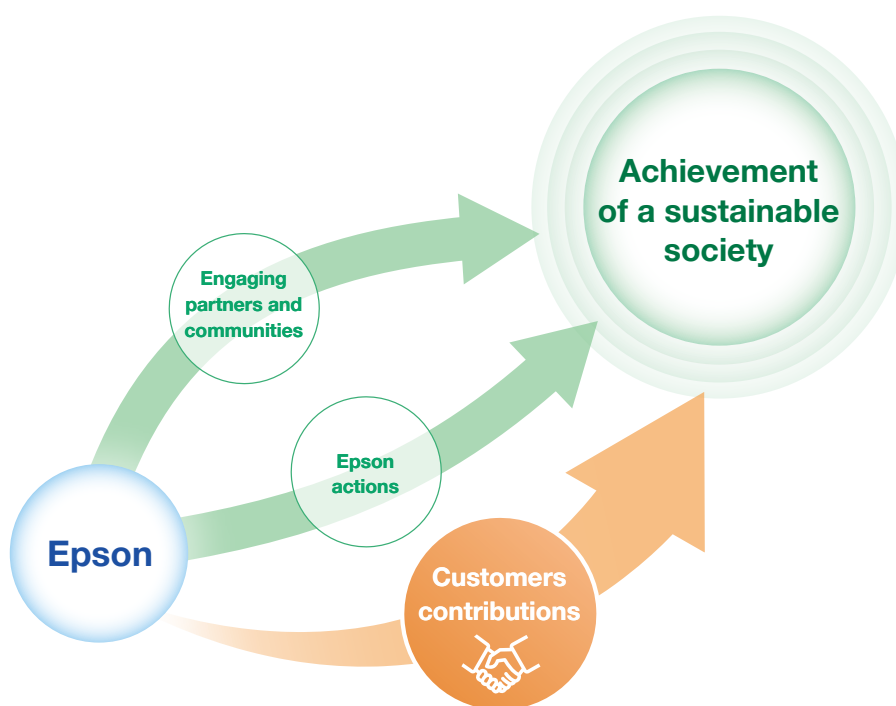 Achievement
of a sustainable
society
Engaging
partners and
communities
Epson
actions
Epson
Customers
contributions